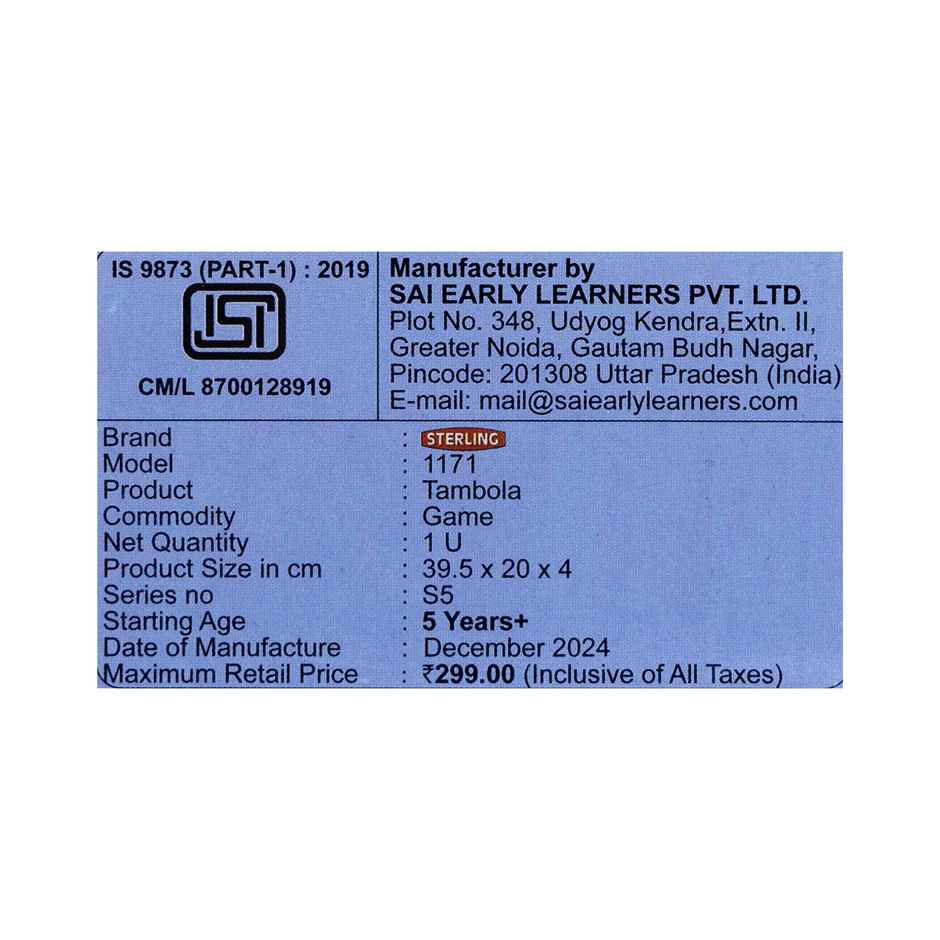 IS 9873 (PART-1) : 2019
ISI
CM/L 8700128919
Manufacturer by
SAI EARLY LEARNERS PVT. LTD.
Plot No. 348, Udyog Kendra,Extn. II,
Greater Noida, Gautam Budh Nagar,
Pincode: 201308 Uttar Pradesh (India)
E-mail: mail@saiearlylearners.com
Brand : STERLING
Model : 1171
Product : Tambola
Commodity : Game
Net Quantity : 1 U
Product Size in cm : 39.5 x 20 x 4
Series no : S5
Starting Age : 5 Years+
Date of Manufacture : December 2024
Maximum Retail Price : ₹299.00 (Inclusive of All Taxes)